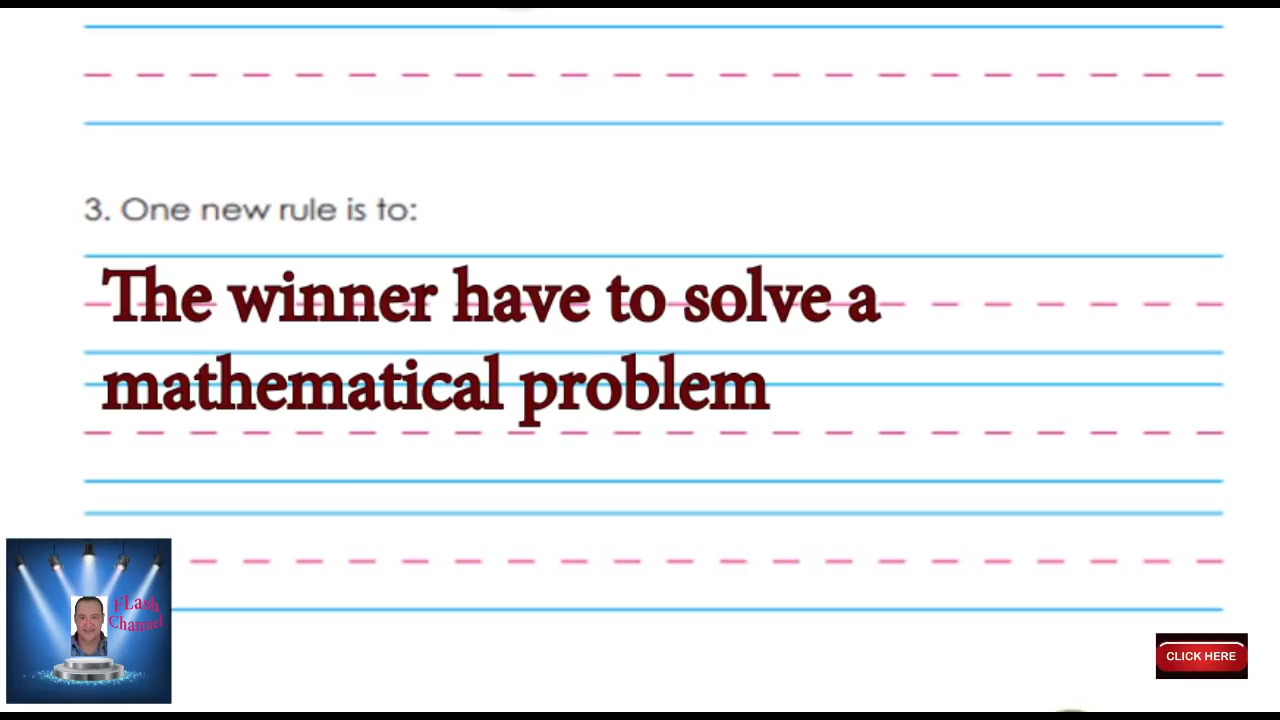 3. One new rule is to:
The winner have to solve a
mathematical problem
FLash
Channel
CLICK HERE